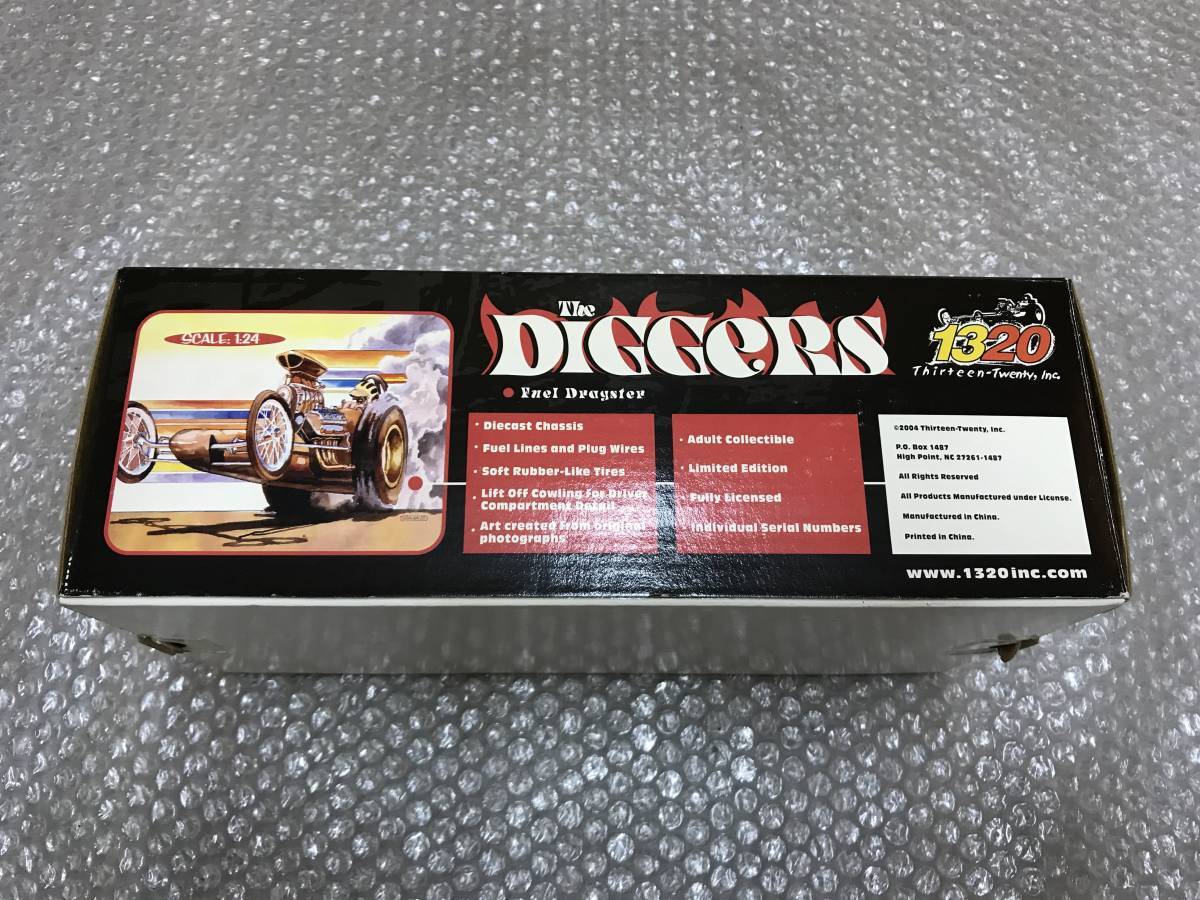 SCALE: 1:24
The
DIGGERS
• Fuel Dragster
1320
Thirteen-Twenty, Inc.
• Diecast Chassis
• Fuel Lines and Plug Wires
• Soft Rubber-Like Tires
• Lift Off Cowling for Driver
Compartment Detail
• Art created from original
photographs
• Adult Collectible
• Limited Edition
• Fully Licensed
• Individual Serial Numbers
©2004 Thirteen-Twenty, Inc.
P.O. Box 1487
High Point, NC 27261-1487
All Rights Reserved
All Products Manufactured under License.
Manufactured in China.
Printed in China.
www.1320inc.com